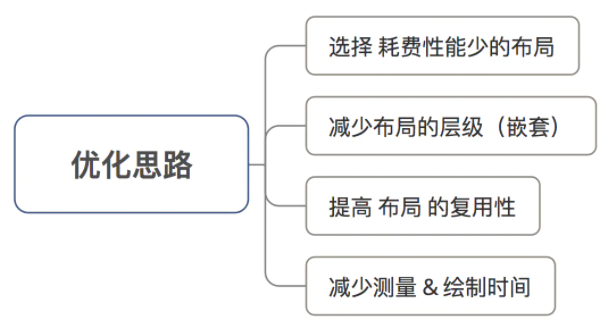 优化思路
选择 耗费性能少的布局
减少布局的层级（嵌套）
提高 布局 的复用性
减少测量 & 绘制时间